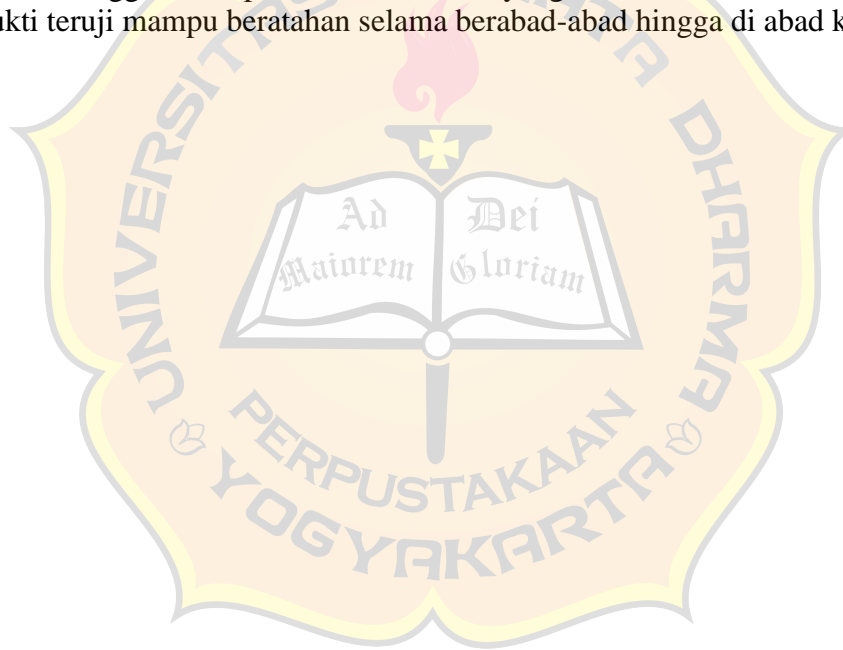 ukti teruji mampu beratahan selama berabad-abad hingga di abad k
UNIVERSITAS SANATA DHARMA
Ad Dei
Maiorem Gloriam
PERPUSTAKAAN
YOGYAKARTA